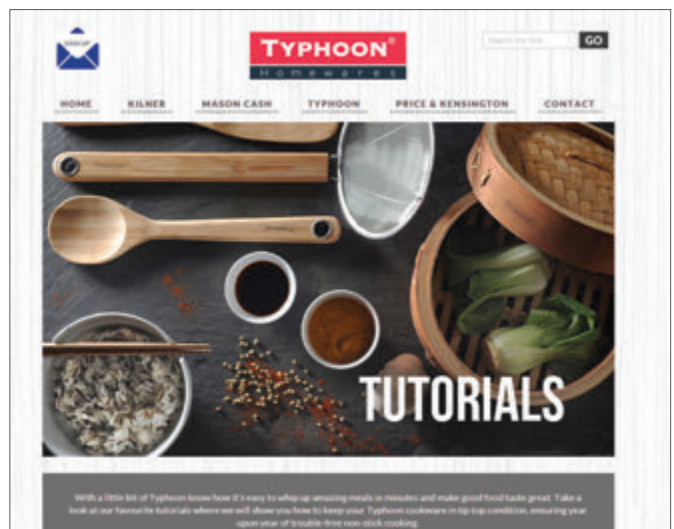 SIGN UP
TYPHOON®
Homewares
Search the Site
GO
HOME
KILNER
MASON CASH
TYPHOON
PRICE & KENSINGTON
CONTACT
TUTORIALS
With a little bit of Typhoon know how it's easy to whip up amazing meals in minutes and make good food taste great. Take a
look at our favourite tutorials where we will show you how to keep your Typhoon cookware in tip top condition, ensuring year
upon year of trouble-free non-stick cooking.